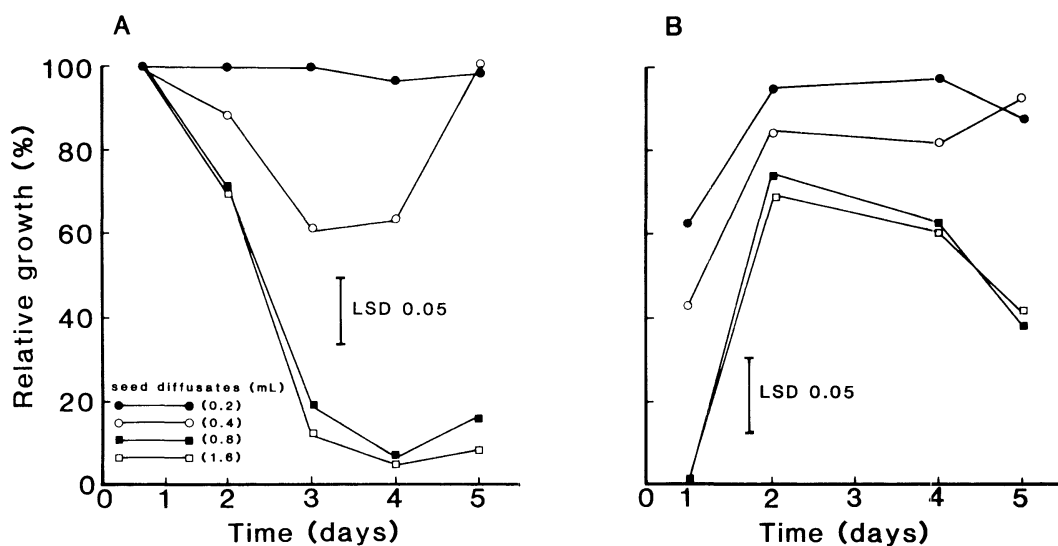 A
B
Relative growth (%)
100
80
60
40
20
0
LSD 0.05
seed diffusates (mL)
(0.2)
(0.4)
(0.8)
(1.6)
0 1 2 3 4 5
Time (days)
LSD 0.05
0 1 2 3 4 5
Time (days)